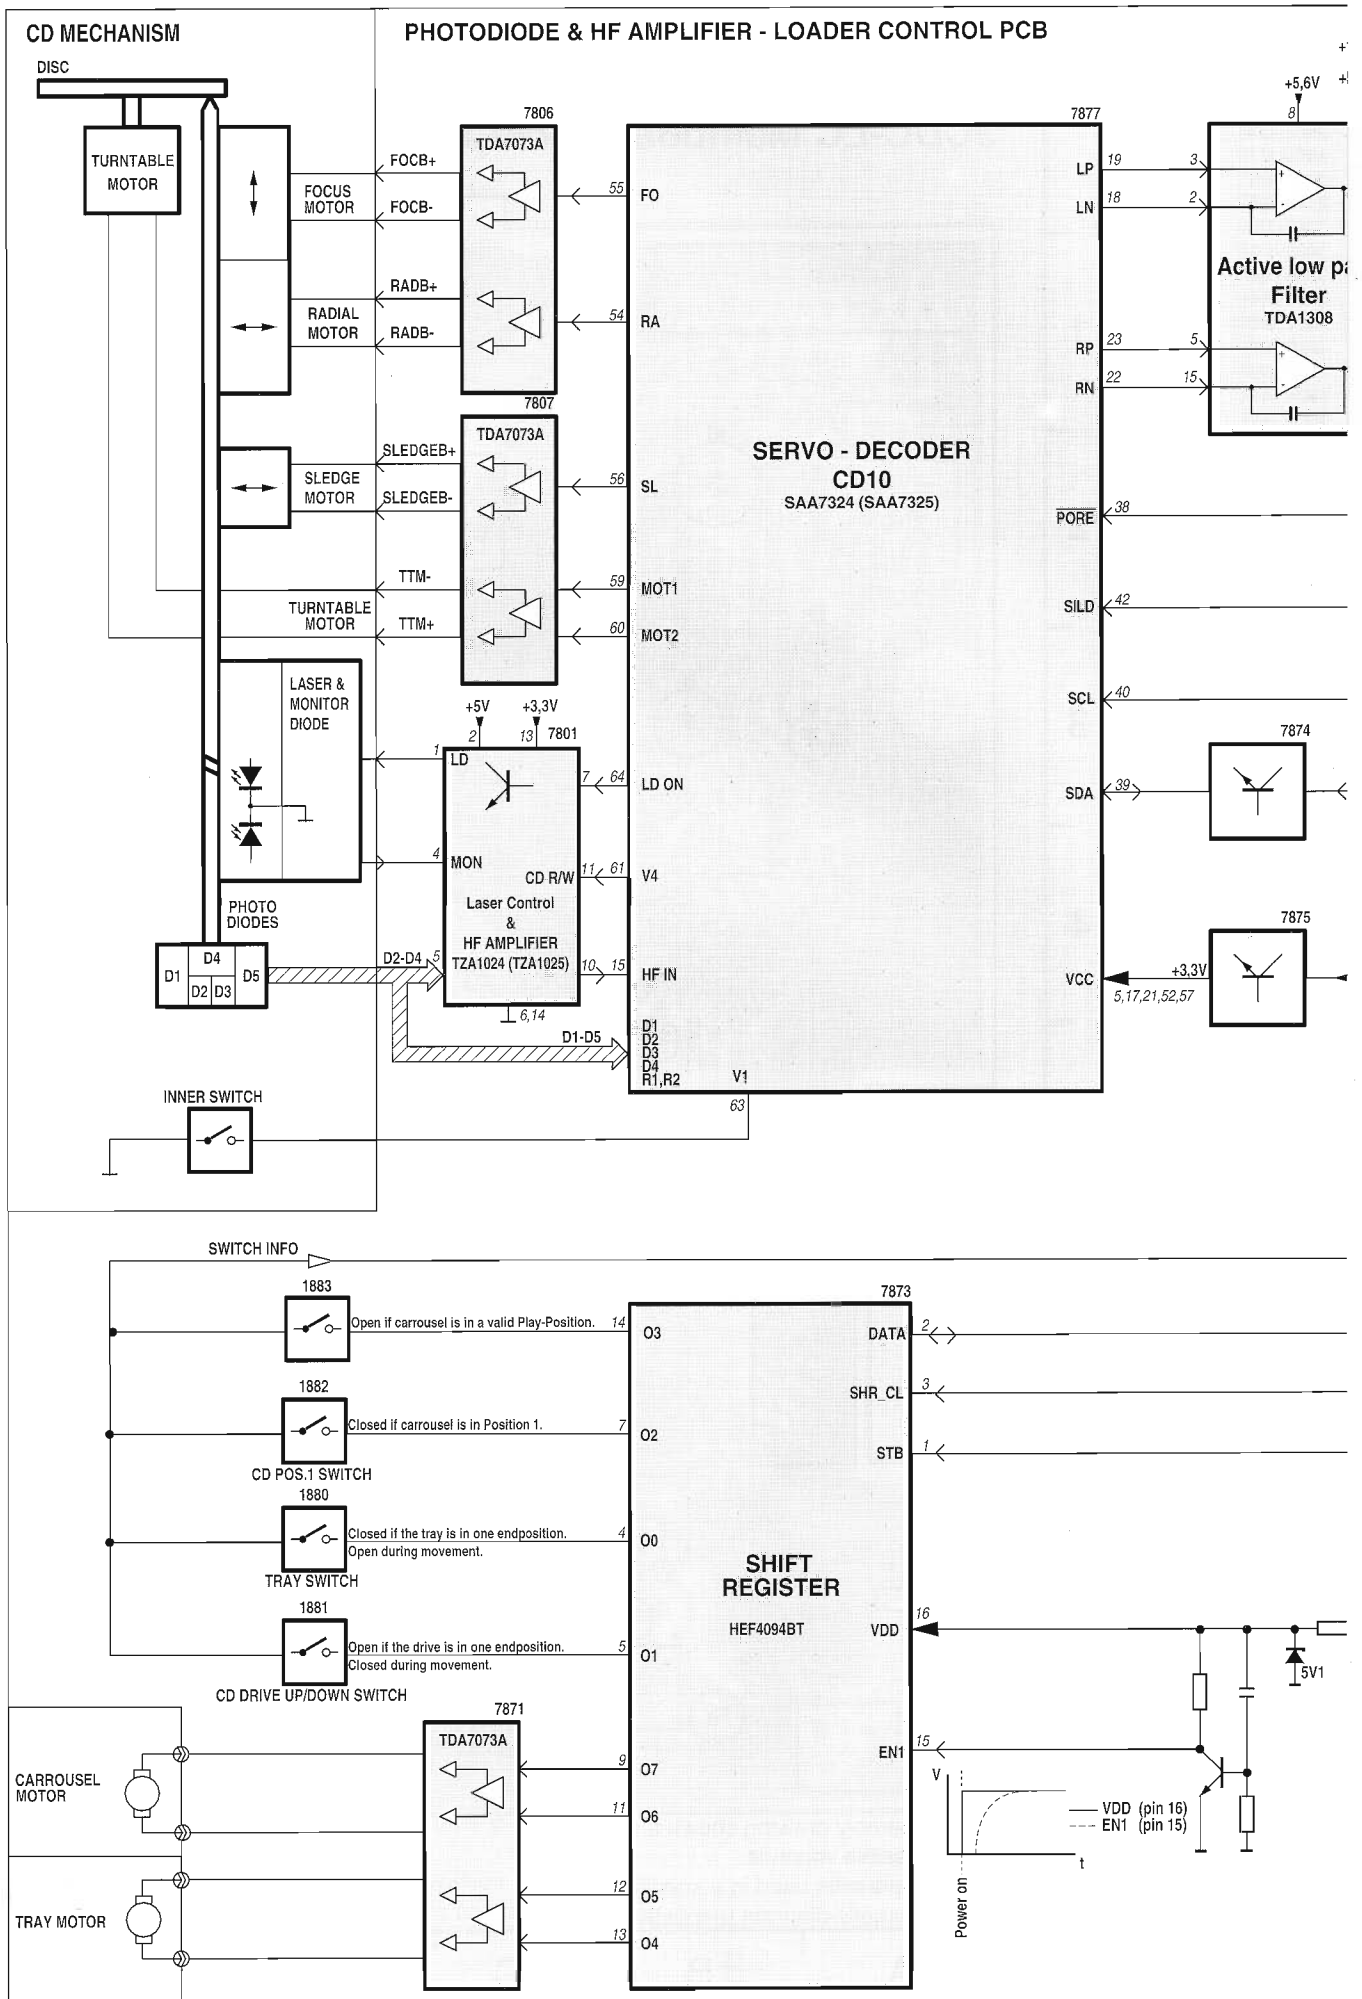 CD MECHANISM
PHOTODIODE & HF AMPLIFIER - LOADER CONTROL PCB
DISC
TURNTABLE
MOTOR
FOCUS
MOTOR
RADIAL
MOTOR
FOCB+
FOCB-
RADB+
RADB-
7806
TDA7073A
7807
TDA7073A
SLEDGEB+
SLEDGE
MOTOR
SLEDGEB-
TTM-
TURNTABLE
MOTOR
TTM+
LASER &
MONITOR
DIODE
+5V
+3,3V
2
13
7801
1
LD
4
MON
7
64
LD ON
CD R/W
11
61
V4
Laser Control
&
HF AMPLIFIER
TZA1024 (TZA1025)
10
15
HF IN
6,14
PHOTO
DIODES
D1
D4
D2
D3
D5
D2-D4
5
D1-D5
D1
D2
D3
D4
R1,R2
V1
63
INNER SWITCH
7877
55
FO
54
RA
56
SL
59
MOT1
60
MOT2
SERVO - DECODER
CD10
SAA7324 (SAA7325)
LP
19
3
LN
18
2
RP
23
5
RN
22
15
PORE
38
SILD
42
SCL
40
SDA
39
VCC
+3,3V
5,17,21,52,57
+5,6V
8
+
-
Active low
Filter
TDA1308
+
-
7874
7875
SWITCH INFO
1883
Open if carrousel is in a valid Play-Position.
14
O3
1882
Closed if carrousel is in Position 1.
7
O2
CD POS.1 SWITCH
1880
Closed if the tray is in one endposition.
Open during movement.
4
O0
TRAY SWITCH
1881
Open if the drive is in one endposition.
Closed during movement.
5
O1
CD DRIVE UP/DOWN SWITCH
7873
DATA
2
SHR_CL
3
STB
1
SHIFT
REGISTER
HEF4094BT
VDD
16
5V1
EN1
15
V
VDD (pin 16)
EN1 (pin 15)
t
Power on
7871
TDA7073A
9
O7
11
O6
12
O5
13
O4
CARROUSEL
MOTOR
TRAY MOTOR